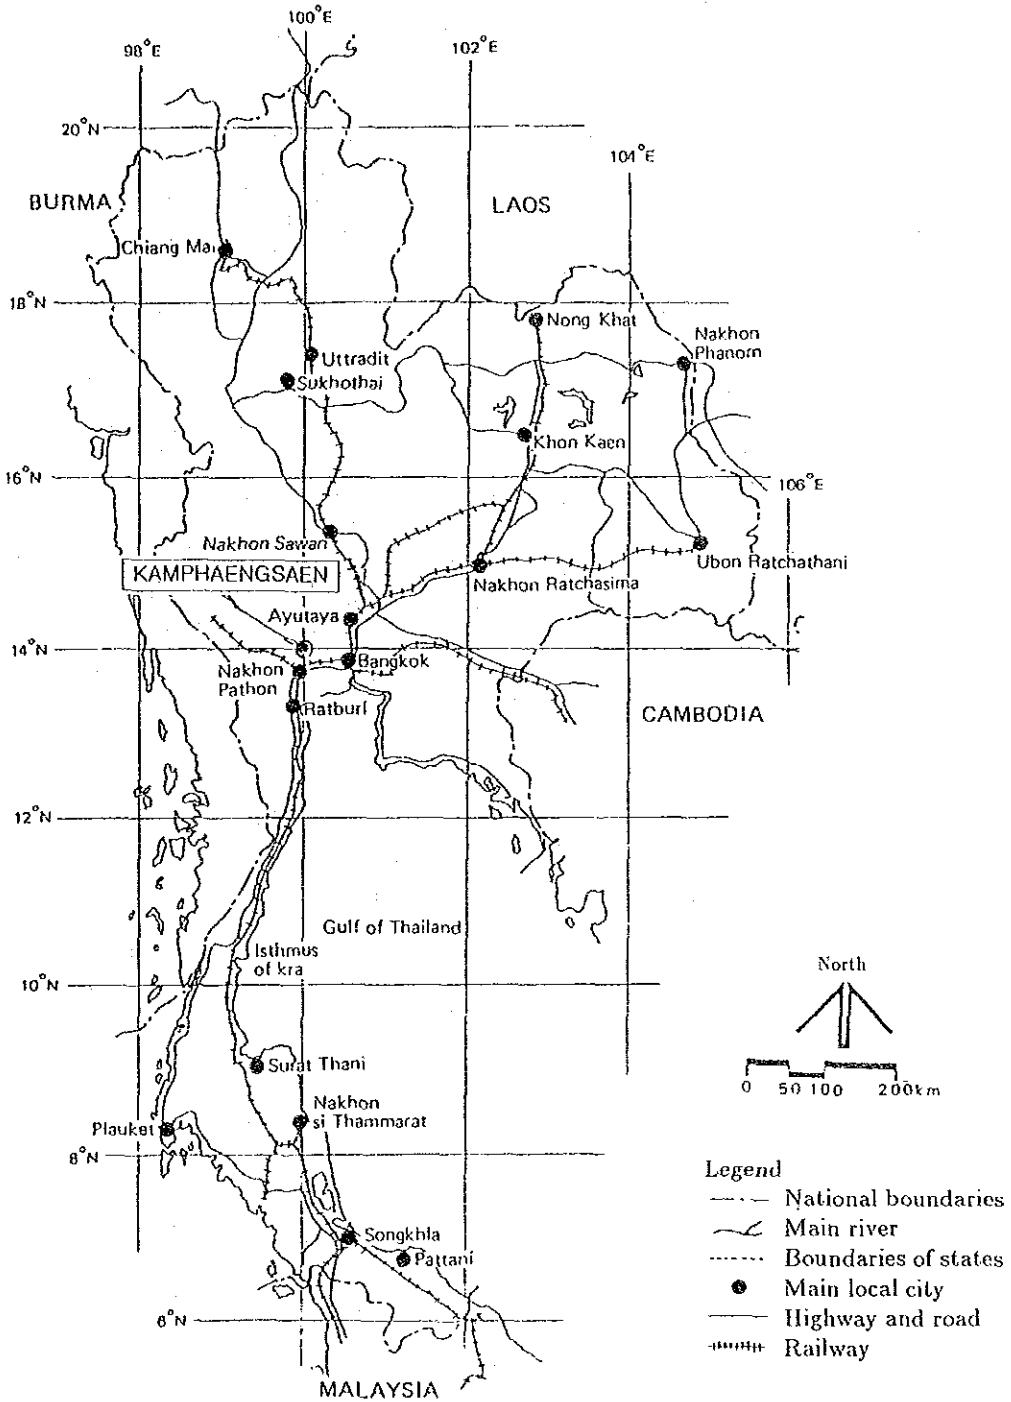 100°E
98°E
102°E
20°N
104°E
BURMA
LAOS
Chiang Mai
18°N
Nong Khat
Nakhon
Phanom
Uttradit
Sukhothai
Khon Kaen
16°N
106°E
Nakhon Sawan
Ubon Ratchathani
KAMPHAENGSAEN
Nakhon Ratchasima
Ayutaya
14°N
Bangkok
Nakhon
Pathon
Ratburi
CAMBODIA
12°N
Gulf of Thailand
Isthmus
of kra
North
10°N
Surat Thani
0 50 100 200km
Nakhon
si Thammarat
Plauket
8°N
Legend
National boundaries
Main river
Songkhla
Boundaries of states
Pattani
Main local city
6°N
Highway and road
Railway
MALAYSIA